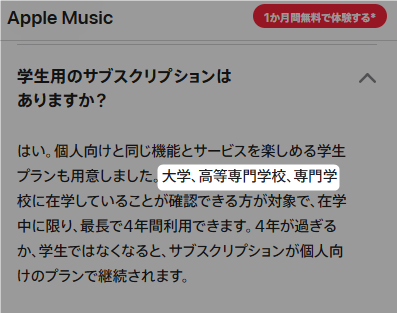 Apple Music
1か月間無料で体験する*
学生用のサブスクリプションは
ありますか？
はい。個人向けと同じ機能とサービスを楽しめる学生
プランも用意しました。大学、高等専門学校、専門学
校に在学していることが確認できる方が対象で、在学
中に限り、最長で4年間利用できます。4年が過ぎる
か、学生ではなくなると、サブスクリプションが個人向
けのプランで継続されます。